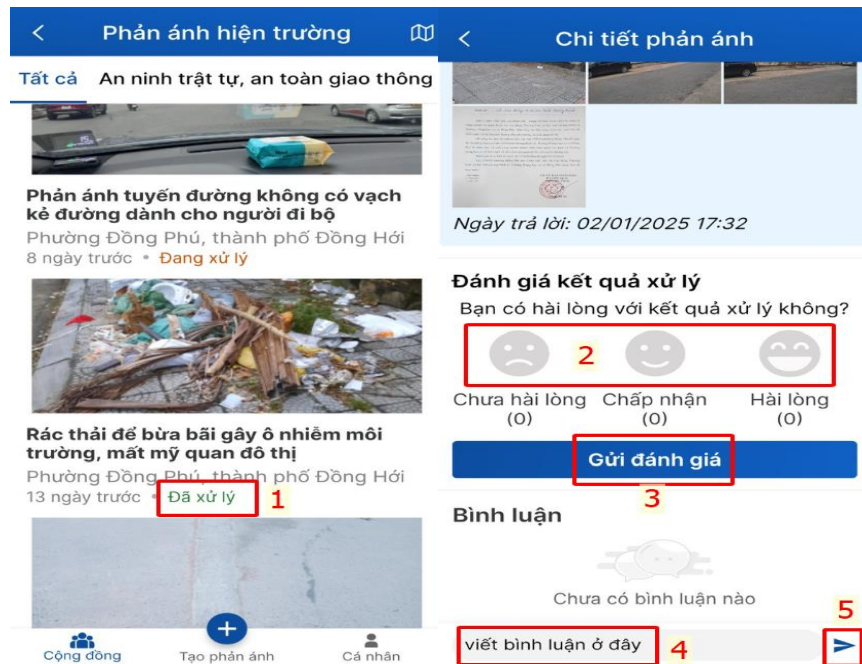 Phản ánh hiện trường
Tất cả An ninh trật tự, an toàn giao thông
Phản ánh tuyến đường không có vạch
kẻ đường dành cho người đi bộ
Phường Đồng Phú, thành phố Đồng Hới
8 ngày trước • Đang xử lý
Rác thải để bừa bãi gây ô nhiễm môi
trường, mất mỹ quan đô thị
Phường Đồng Phú, thành phố Đồng Hới
13 ngày trước • Đã xử lý 1
Cộng đồng Tạo phản ánh Cá nhân
Chi tiết phản ánh
Ngày trả lời: 02/01/2025 17:32
Đánh giá kết quả xử lý
Bạn có hài lòng với kết quả xử lý không?
2
Chưa hài lòng Chấp nhận Hài lòng
(0) (0) (0)
Gửi đánh giá
3
Bình luận
Chưa có bình luận nào
5
viết bình luận ở đây 4